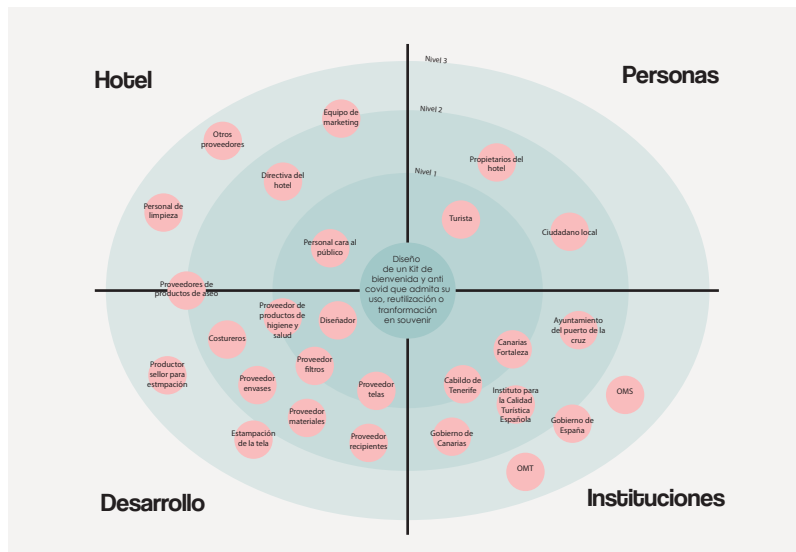 Hotel
Personas
Nivel 3
Nivel 2
Nivel 1
Equipo de
marketing
Otros
proveedores
Directiva del
hotel
Personal de
limpieza
Personal cara al
público
Propietarios del
hotel
Turista
Ciudadano local
Diseño
de un Kit de
bienvenida y anti
covid que admita su
uso, reutilización o
tranformación
en souvenir
Proveedores de
productos de aseo
Proveedor de
productos de
higiene y
salud
Diseñador
Costureros
Proveedor
filtros
Productor
sellor para
estmpación
Proveedor
envases
Proveedor
telas
Proveedor
materiales
Estampación
de la tela
Proveedor
recipientes
Ayuntamiento
del puerto de la
cruz
Canarias
Fortaleza
Cabildo de
Tenerife
Instituto para
la Calidad
Turística
Española
OMS
Gobierno de
España
Gobierno de
Canarias
OMT
Desarrollo
Instituciones